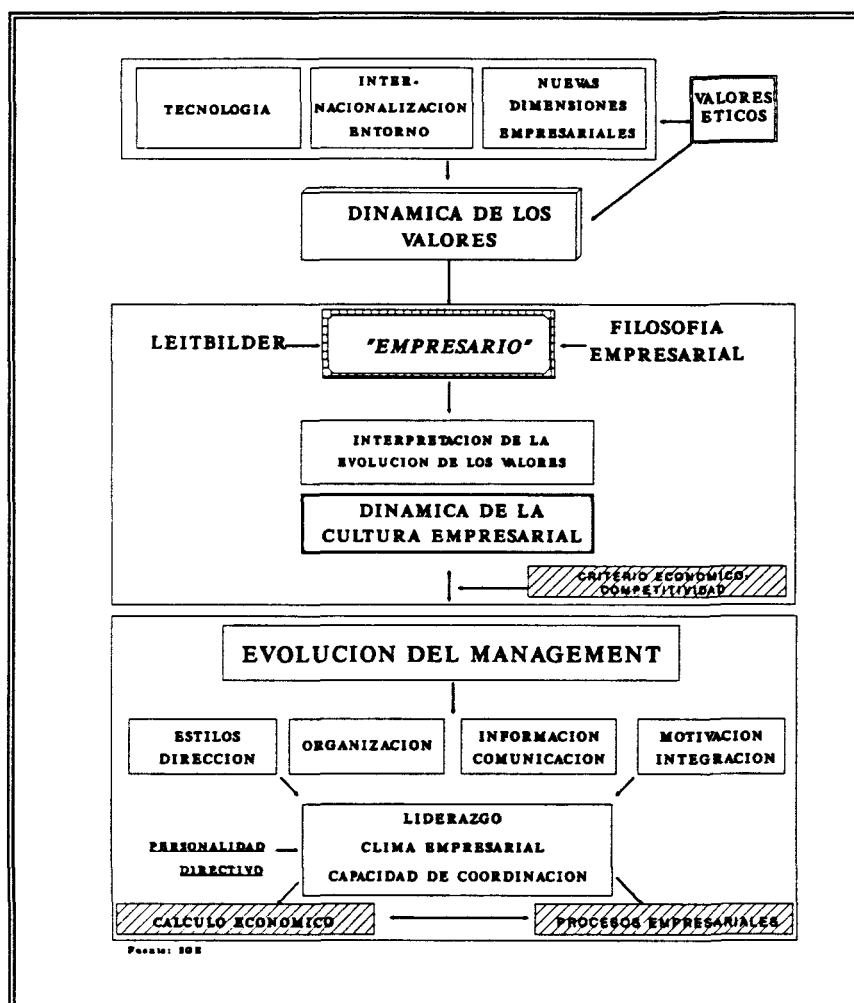 TECNOLOGIA
INTER-
NACIONALIZACION
ENTORNO
NUEVAS
DIMENSIONES
EMPRESARIALES
VALORES
ETICOS
DINAMICA DE LOS
VALORES
LEITBILDER
"EMPRESARIO"
FILOSOFIA
EMPRESARIAL
INTERPRETACION DE LA
EVOLUCION DE LOS VALORES
DINAMICA DE LA
CULTURA EMPRESARIAL
CRITERIO ECONOMICO,
COMPETITIVIDAD
EVOLUCION DEL MANAGEMENT
ESTILOS
DIRECCION
ORGANIZACION
INFORMACION
COMUNICACION
MOTIVACION
INTEGRACION
LIDERAZGO
CLIMA EMPRESARIAL
CAPACIDAD DE COORDINACION
PERSONALIDAD
DIRECTIVO
CALCULO ECONOMICO
PROCESOS EMPRESARIALES
Fuente: